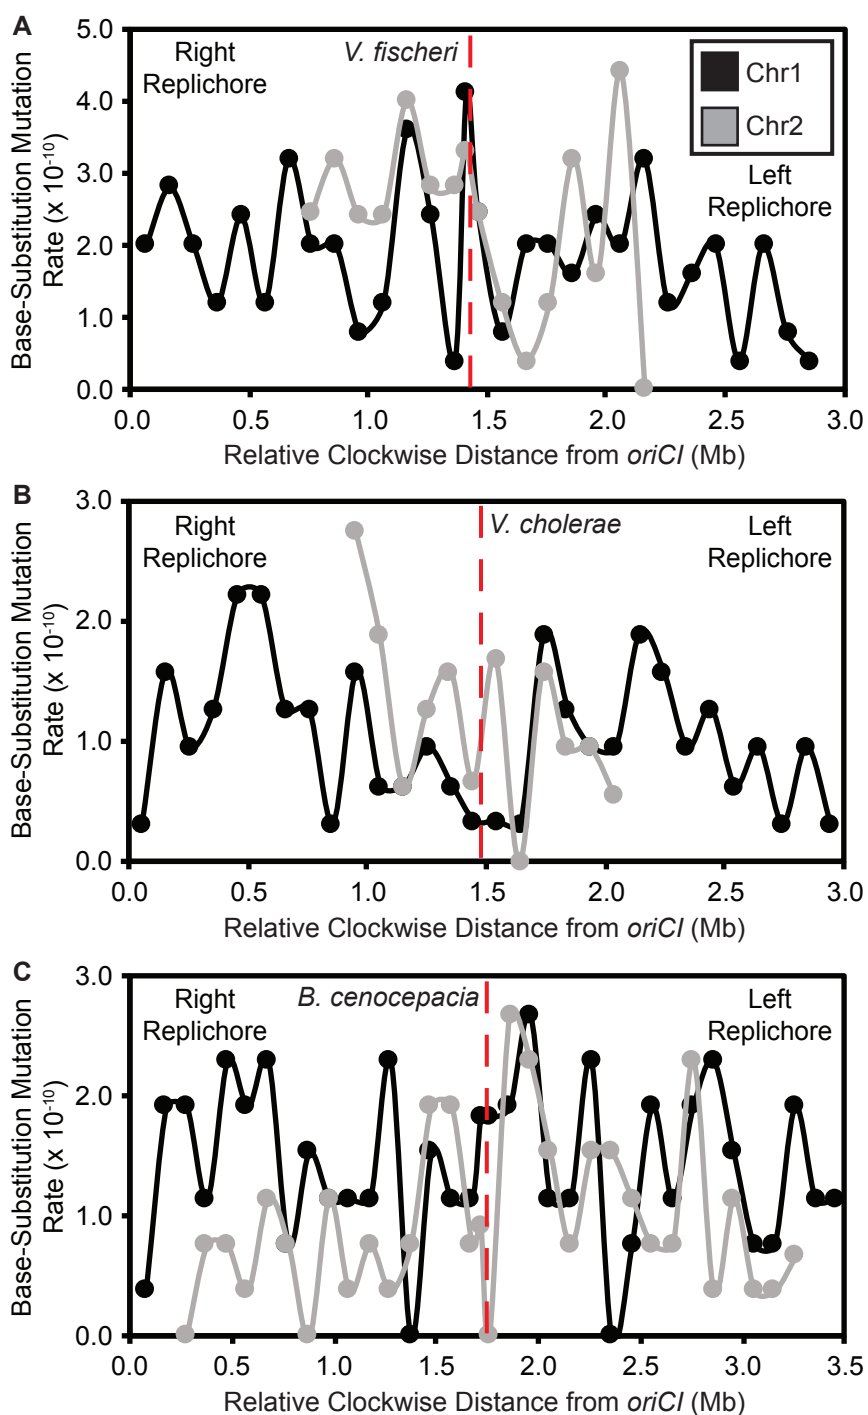 A
5.0
4.0
3.0
2.0
1.0
0.0
Base-Substitution Mutation
Rate (x 10-10)
Right
Replichore
V. fischeri
Chr1
Chr2
Left
Replichore
0.0 0.5 1.0 1.5 2.0 2.5 3.0
Relative Clockwise Distance from oriCI (Mb)
B
3.0
2.0
1.0
0.0
Base-Substitution Mutation
Rate (x 10-10)
Right
Replichore
V. cholerae
Left
Replichore
0.0 0.5 1.0 1.5 2.0 2.5 3.0
Relative Clockwise Distance from oriCI (Mb)
C
3.0
2.0
1.0
0.0
Base-Substitution Mutation
Rate (x 10-10)
Right
Replichore
B. cenocepacia
Left
Replichore
0.0 0.5 1.0 1.5 2.0 2.5 3.0 3.5
Relative Clockwise Distance from oriCI (Mb)